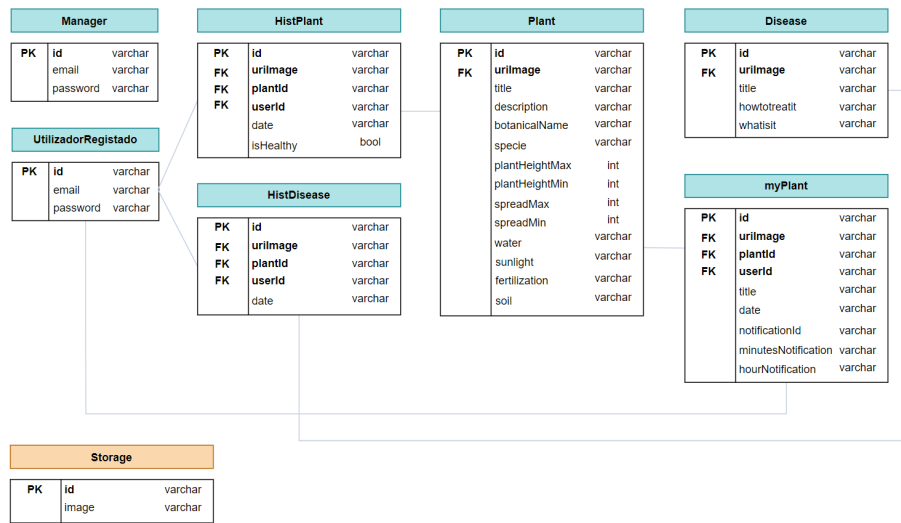 Manager
PK id varchar
email varchar
password varchar
UtilizadorRegistado
PK id varchar
email varchar
password varchar
HistPlant
PK id varchar
FK uriImage varchar
FK plantId varchar
FK userId varchar
date varchar
isHealthy bool
HistDisease
PK id varchar
FK uriImage varchar
FK plantId varchar
FK userId varchar
date varchar
Plant
PK id varchar
FK uriImage varchar
title varchar
description varchar
botanicalName varchar
specie varchar
plantHeightMax int
plantHeightMin int
spreadMax int
spreadMin int
water varchar
sunlight varchar
fertilization varchar
soil varchar
Disease
PK id varchar
FK uriImage varchar
title varchar
howtotreatit varchar
whatisit varchar
myPlant
PK id varchar
FK uriImage varchar
FK plantId varchar
FK userId varchar
title varchar
date varchar
notificationId varchar
minutesNotification varchar
hourNotification varchar
Storage
PK id varchar
image varchar